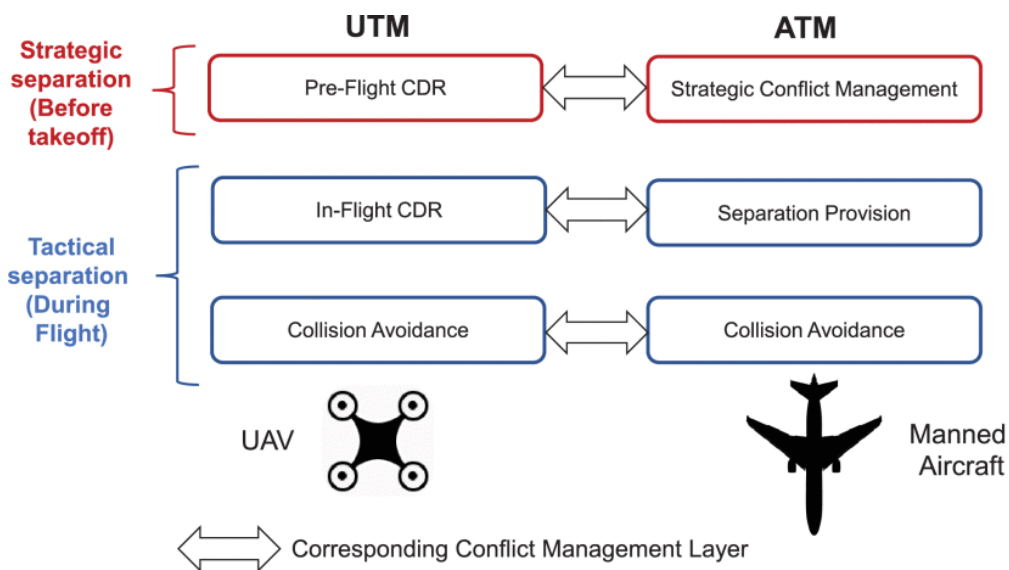 UTM
ATM
Strategic
separation
(Before
takeoff)
Pre-Flight CDR
Strategic Conflict Management
In-Flight CDR
Separation Provision
Tactical
separation
(During
Flight)
Collision Avoidance
Collision Avoidance
UAV
Manned
Aircraft
Corresponding Conflict Management Layer